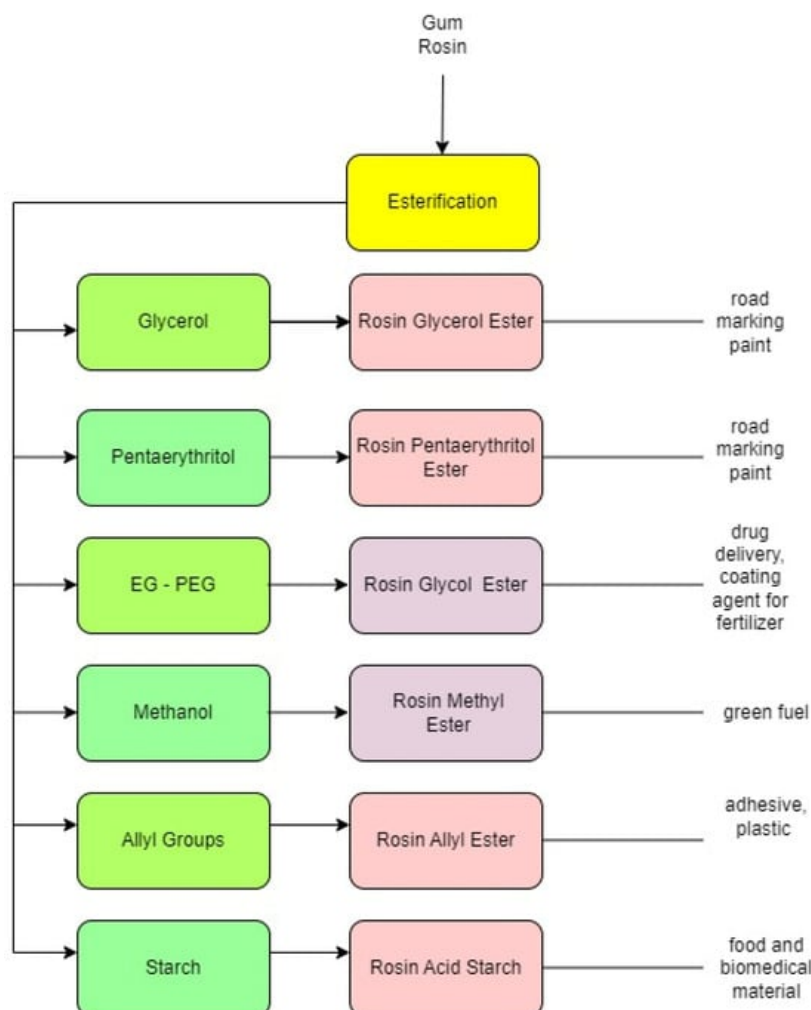 Gum
Rosin
Esterification
Glycerol
Rosin Glycerol Ester
road
marking
paint
Pentaerythritol
Rosin Pentaerythritol
Ester
road
marking
paint
EG - PEG
Rosin Glycol Ester
drug
delivery,
coating
agent for
fertilizer
Methanol
Rosin Methyl
Ester
green fuel
Allyl Groups
Rosin Allyl Ester
adhesive,
plastic
Starch
Rosin Acid Starch
food and
biomedical
material